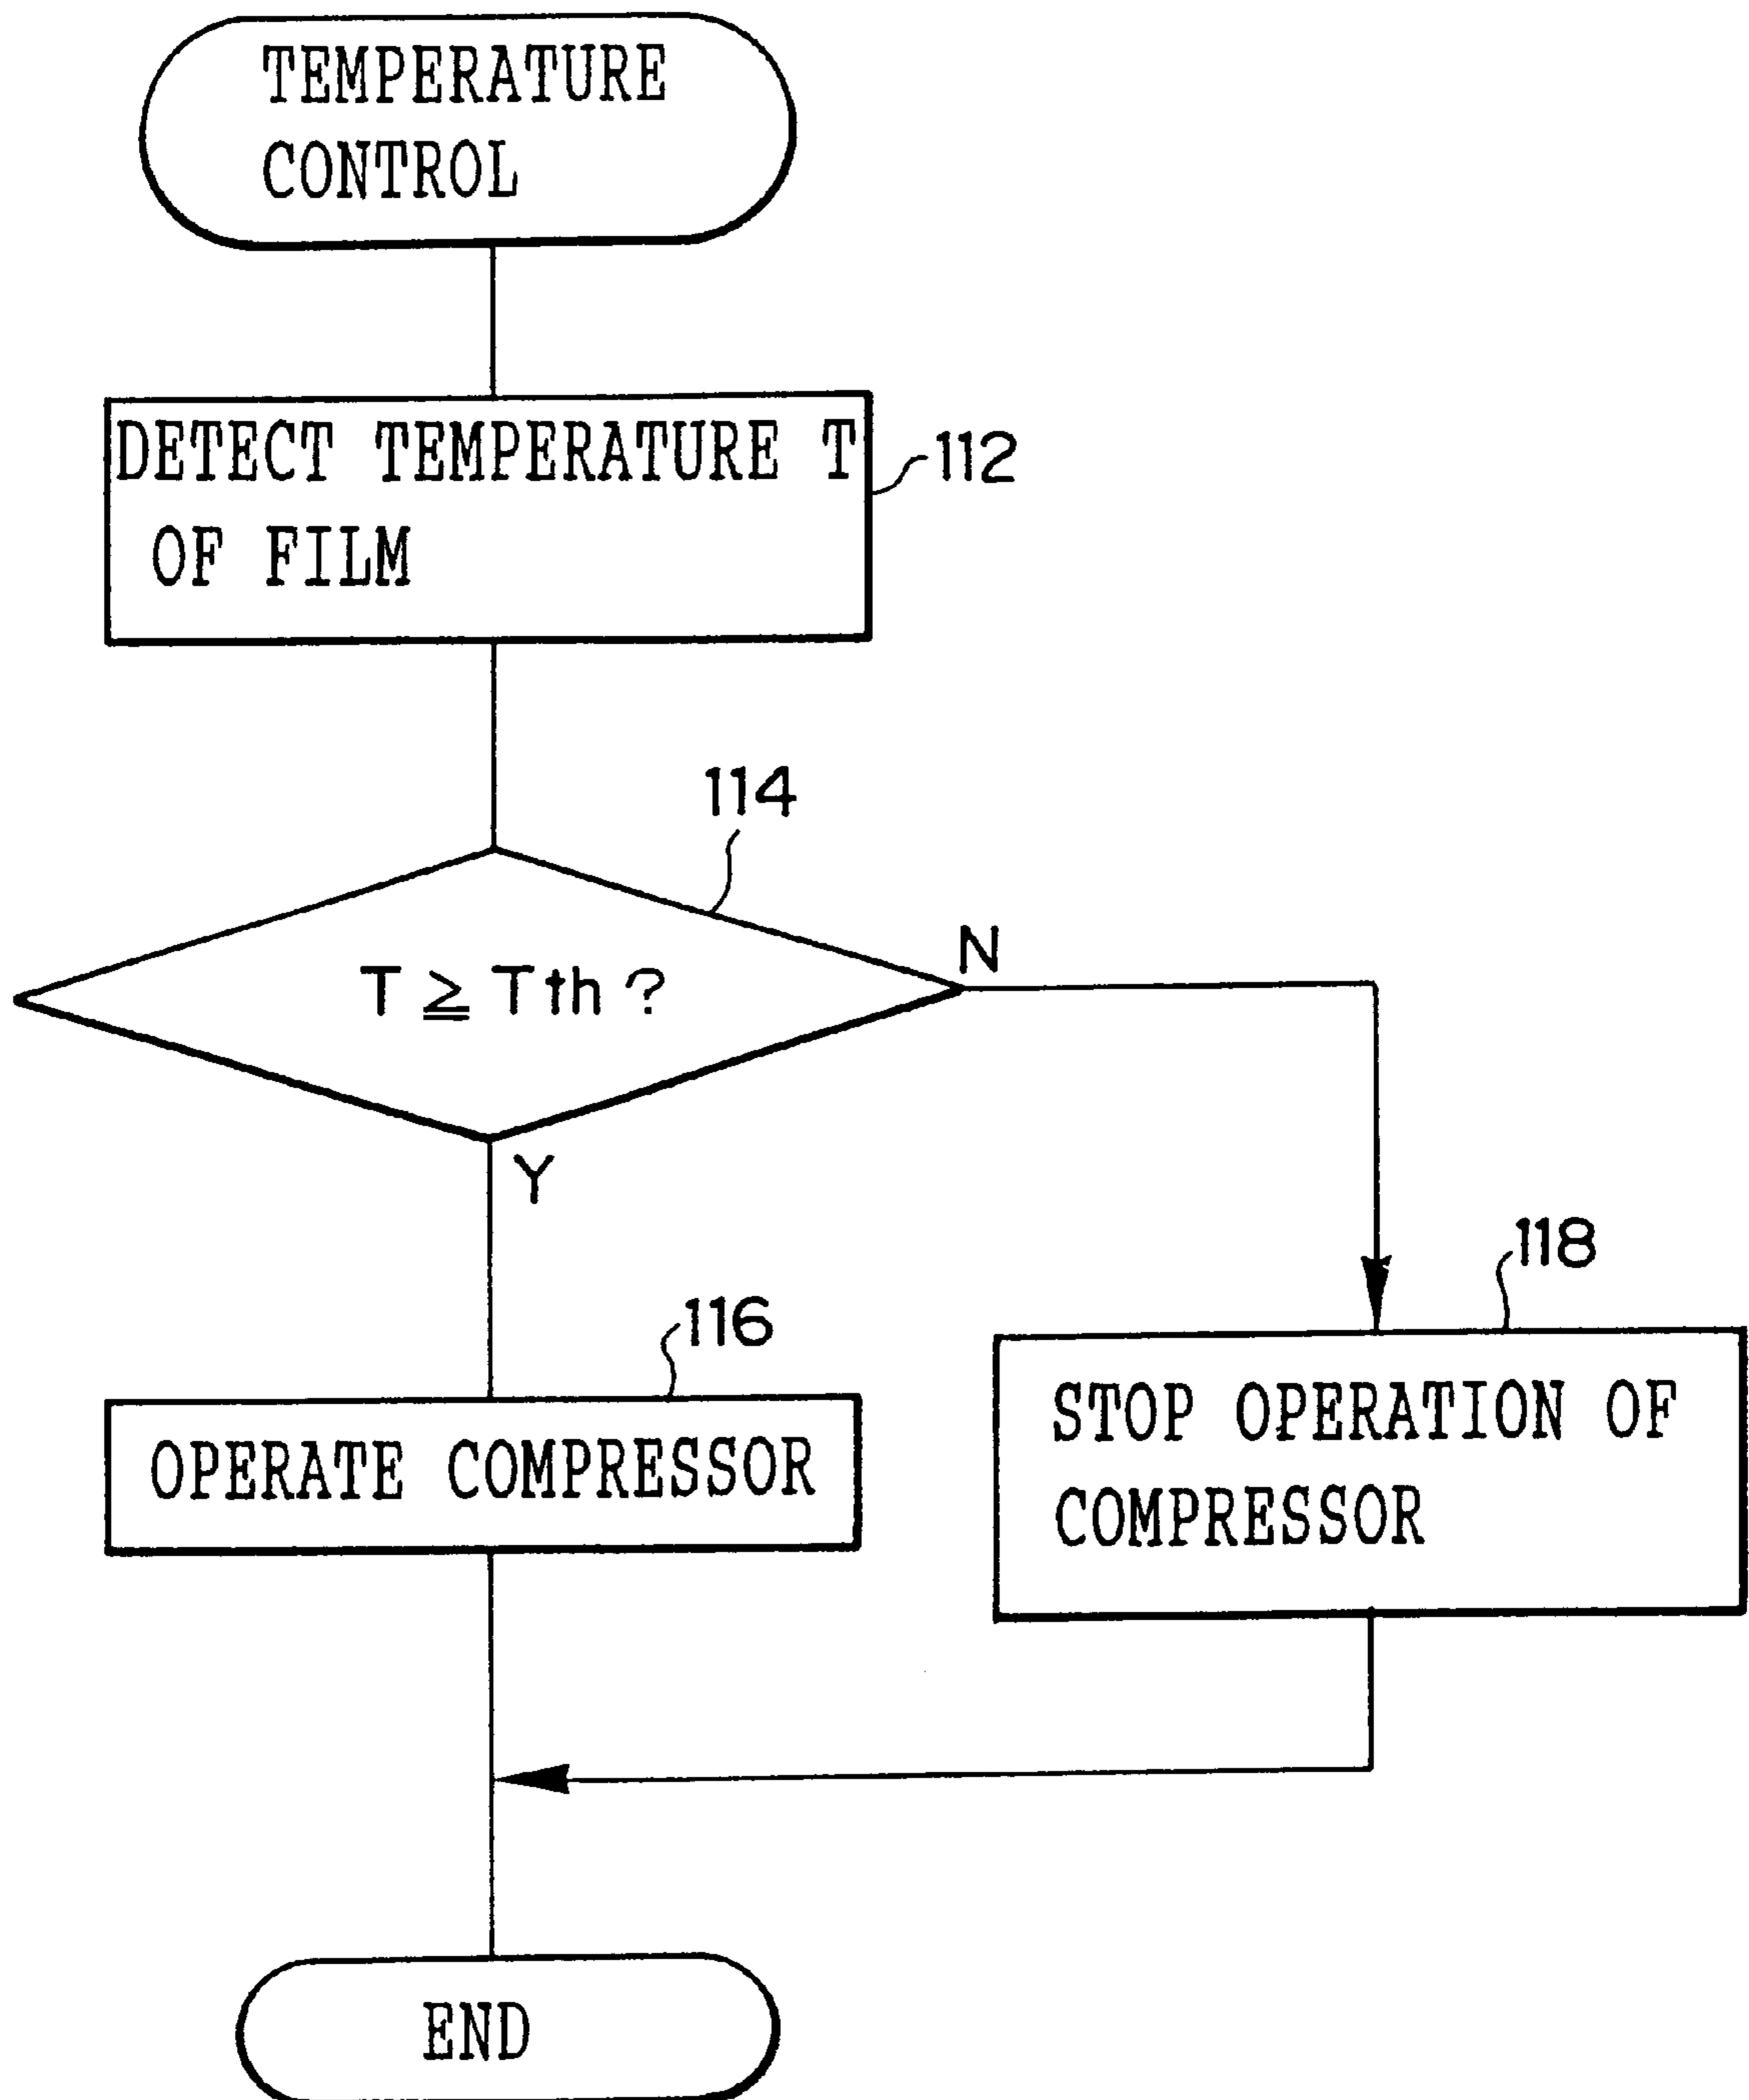 TEMPERATURE
CONTROL
DETECT TEMPERATURE T
OF FILM
112
114
T ≧ Tth ?
N
Y
116
OPERATE COMPRESSOR
118
STOP OPERATION OF
COMPRESSOR
END